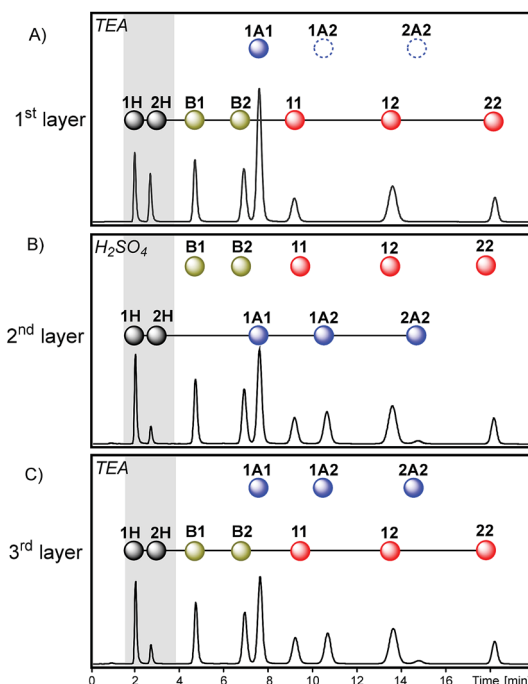 A)
TEA
1A1 1A2 2A2
1H 2H B1 B2 11 12 22
1st layer
B)
H2SO4
B1 B2 11 12 22
1H 2H 1A1 1A2 2A2
2nd layer
C)
TEA
1A1 1A2 2A2
1H 2H B1 B2 11 12 22
3rd layer
0 2 4 6 8 10 12 14 16 Time [min